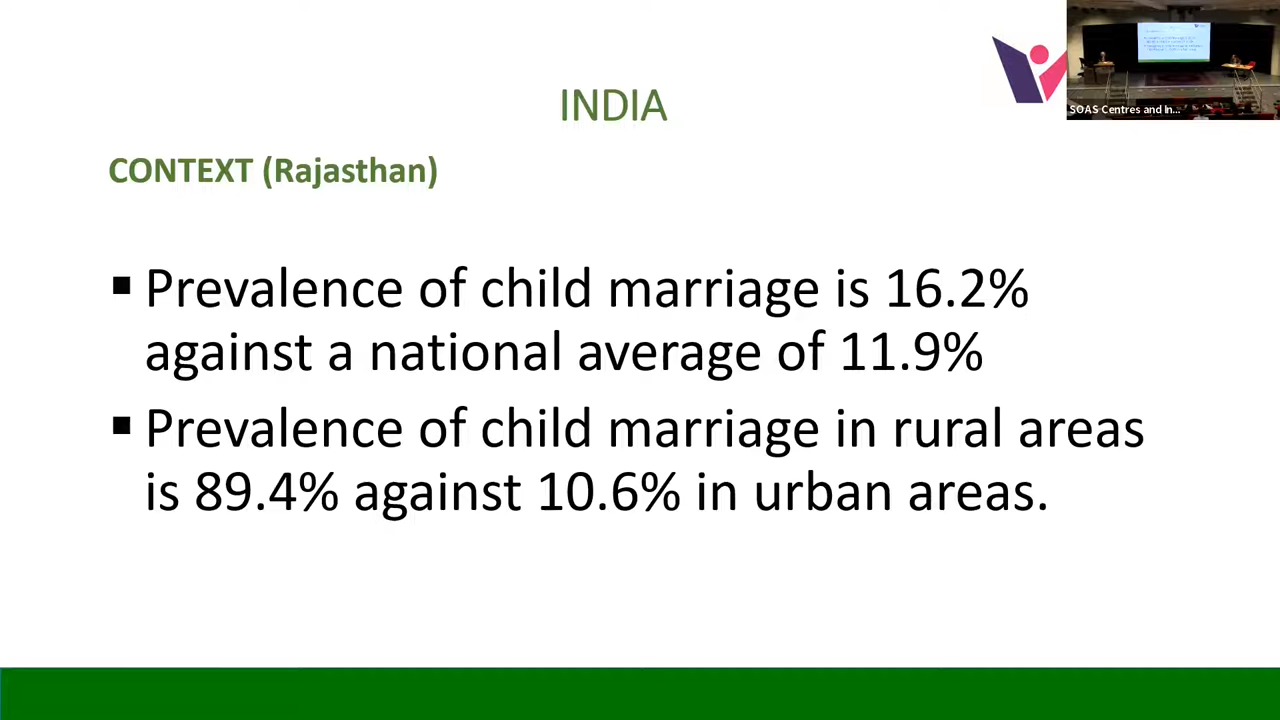 INDIA
CONTEXT (Rajasthan)
▪ Prevalence of child marriage is 16.2%
against a national average of 11.9%
▪ Prevalence of child marriage in rural areas
is 89.4% against 10.6% in urban areas.
SOAS Centres and In...